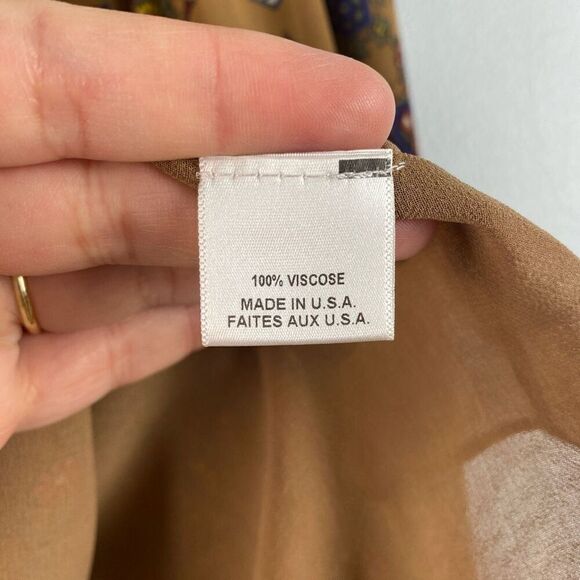 100% VISCOSE
MADE IN U.S.A.
FAITES AUX U.S.A.